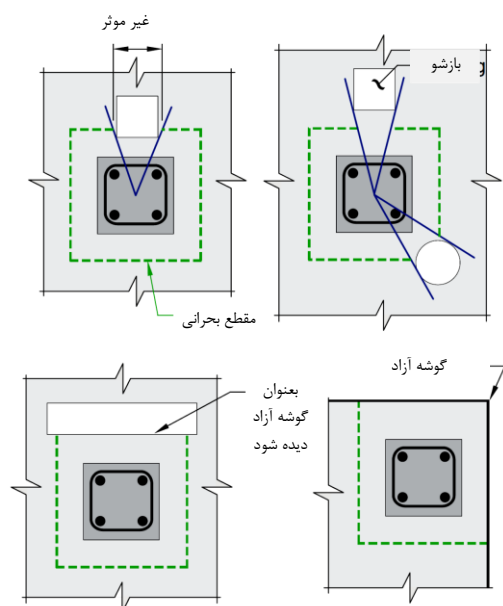 غیر موثر
بازشو
مقطع بحرانی
بعنوان
گوشه آزاد
دیده شود
گوشه آزاد